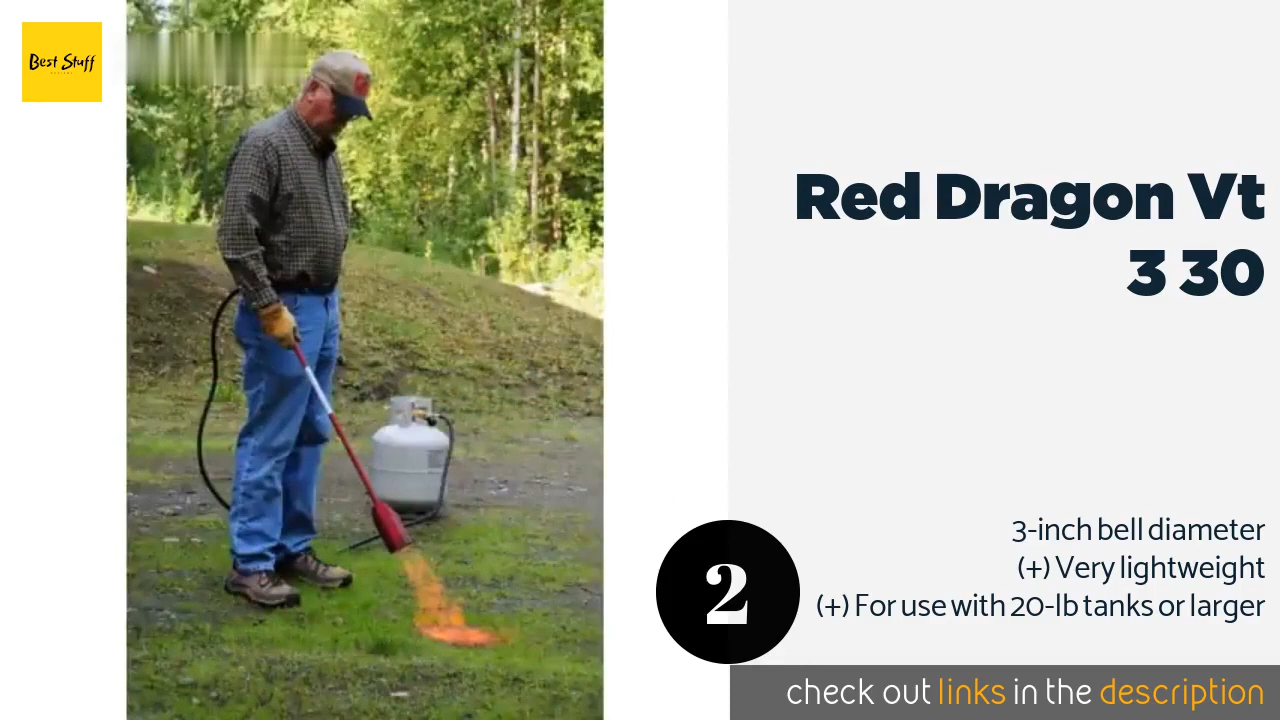 Best Stuff
Red Dragon Vt
3 30
3-inch bell diameter
(+) Very lightweight
(+) For use with 20-lb tanks or larger
2
check out links in the description